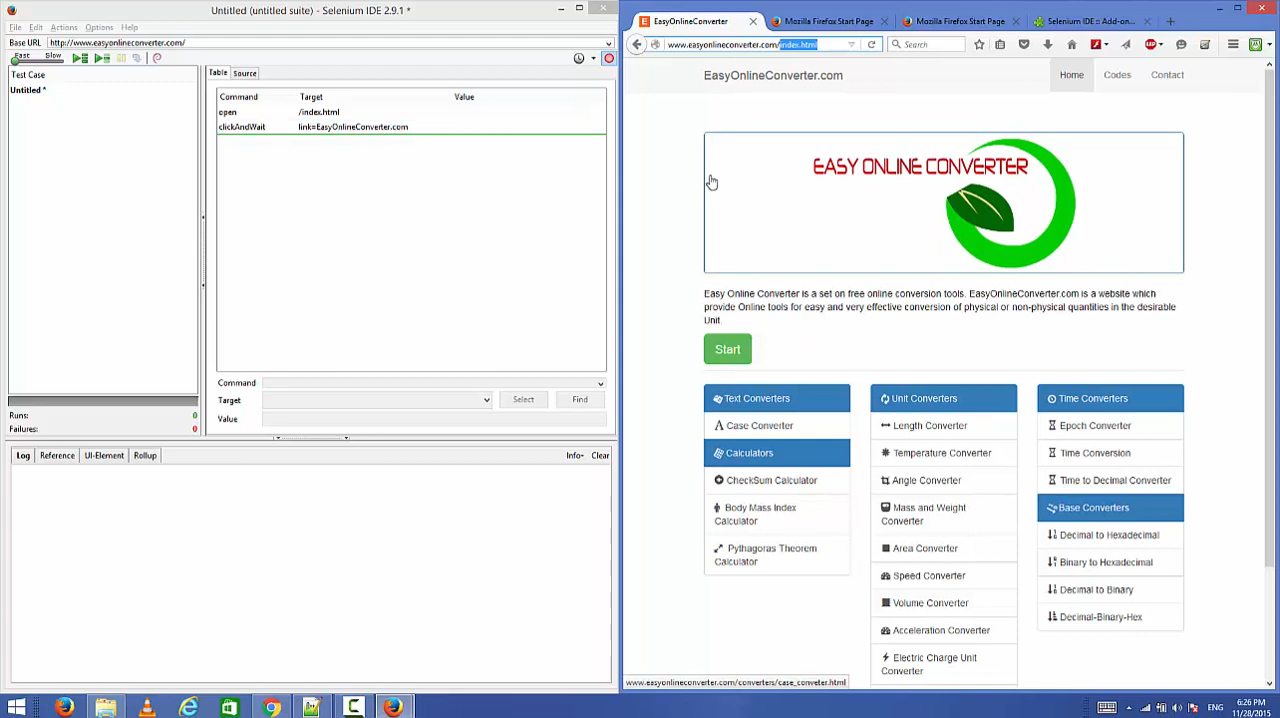 Untitled (untitled suite) - Selenium IDE 2.9.1 *
File Edit Actions Options Help
Base URL http://www.easyonlineconverter.com/
Fast Slow
Test Case
Untitled *
Runs: 0
Failures: 0
Table Source
Command Target Value
open /index.html
clickAndWait link=EasyOnlineConverter.com
Command
Target Select Find
Value
Log Reference UI-Element Rollup Info- Clear
EasyOnlineConverter Mozilla Firefox Start Page Mozilla Firefox Start Page Selenium IDE :: Add-on...
www.easyonlineconverter.com/index.html Search
EasyOnlineConverter.com Home Codes Contact
EASY ONLINE CONVERTER
Easy Online Converter is a set on free online conversion tools. EasyOnlineConverter.com is a website which
provide Online tools for easy and very effective conversion of physical or non-physical quantities in the desirable
Unit.
Start
Text Converters
Case Converter
Calculators
CheckSum Calculator
Body Mass Index
Calculator
Pythagoras Theorem
Calculator
Unit Converters
Length Converter
Temperature Converter
Angle Converter
Mass and Weight
Converter
Area Converter
Speed Converter
Volume Converter
Acceleration Converter
Electric Charge Unit
Converter
Time Converters
Epoch Converter
Time Conversion
Time to Decimal Converter
Base Converters
Decimal to Hexadecimal
Binary to Hexadecimal
Decimal to Binary
Decimal-Binary-Hex
www.easyonlineconverter.com/converters/case_conveter.html
ENG
6:26 PM
11/28/2015